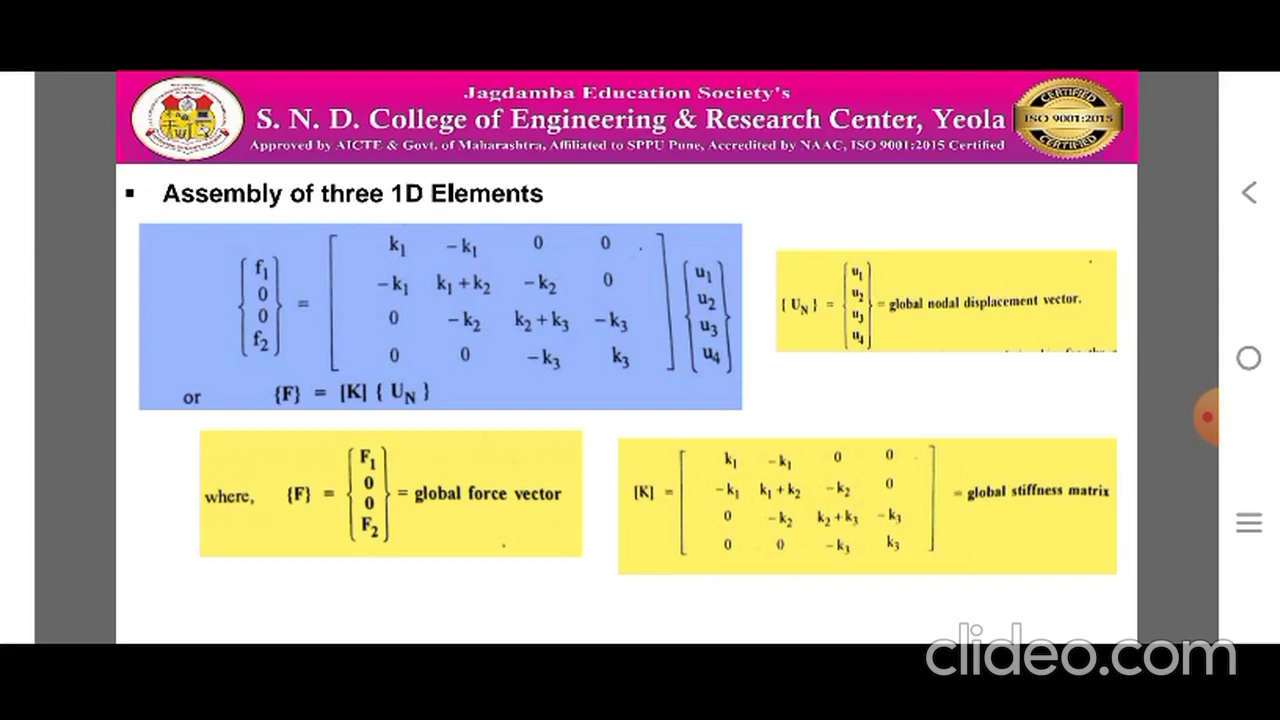 Jagdamba Education Society's
S. N. D. College of Engineering & Research Center, Yeola
Approved by AICTE & Govt. of Maharashtra, Affiliated to SPPU Pune, Accredited by NAAC, ISO 9001:2015 Certified
CERTIFIED
ISO 9001:2015
CERTIFIED
▪ Assembly of three 1D Elements
{ f₁ 0 0 f₂ } = [ k₁ −k₁ 0 0
−k₁ k₁+k₂ −k₂ 0
0 −k₂ k₂+k₃ −k₃
0 0 −k₃ k₃ ] { u₁ u₂ u₃ u₄ }
or {F} = [K] { U_N }
{ U_N } = { u₁ u₂ u₃ u₄ } = global nodal displacement vector.
where, {F} = { F₁ 0 0 F₂ } = global force vector
[K] = [ k₁ −k₁ 0 0
−k₁ k₁+k₂ −k₂ 0
0 −k₂ k₂+k₃ −k₃
0 0 −k₃ k₃ ] = global stiffness matrix
clideo.com